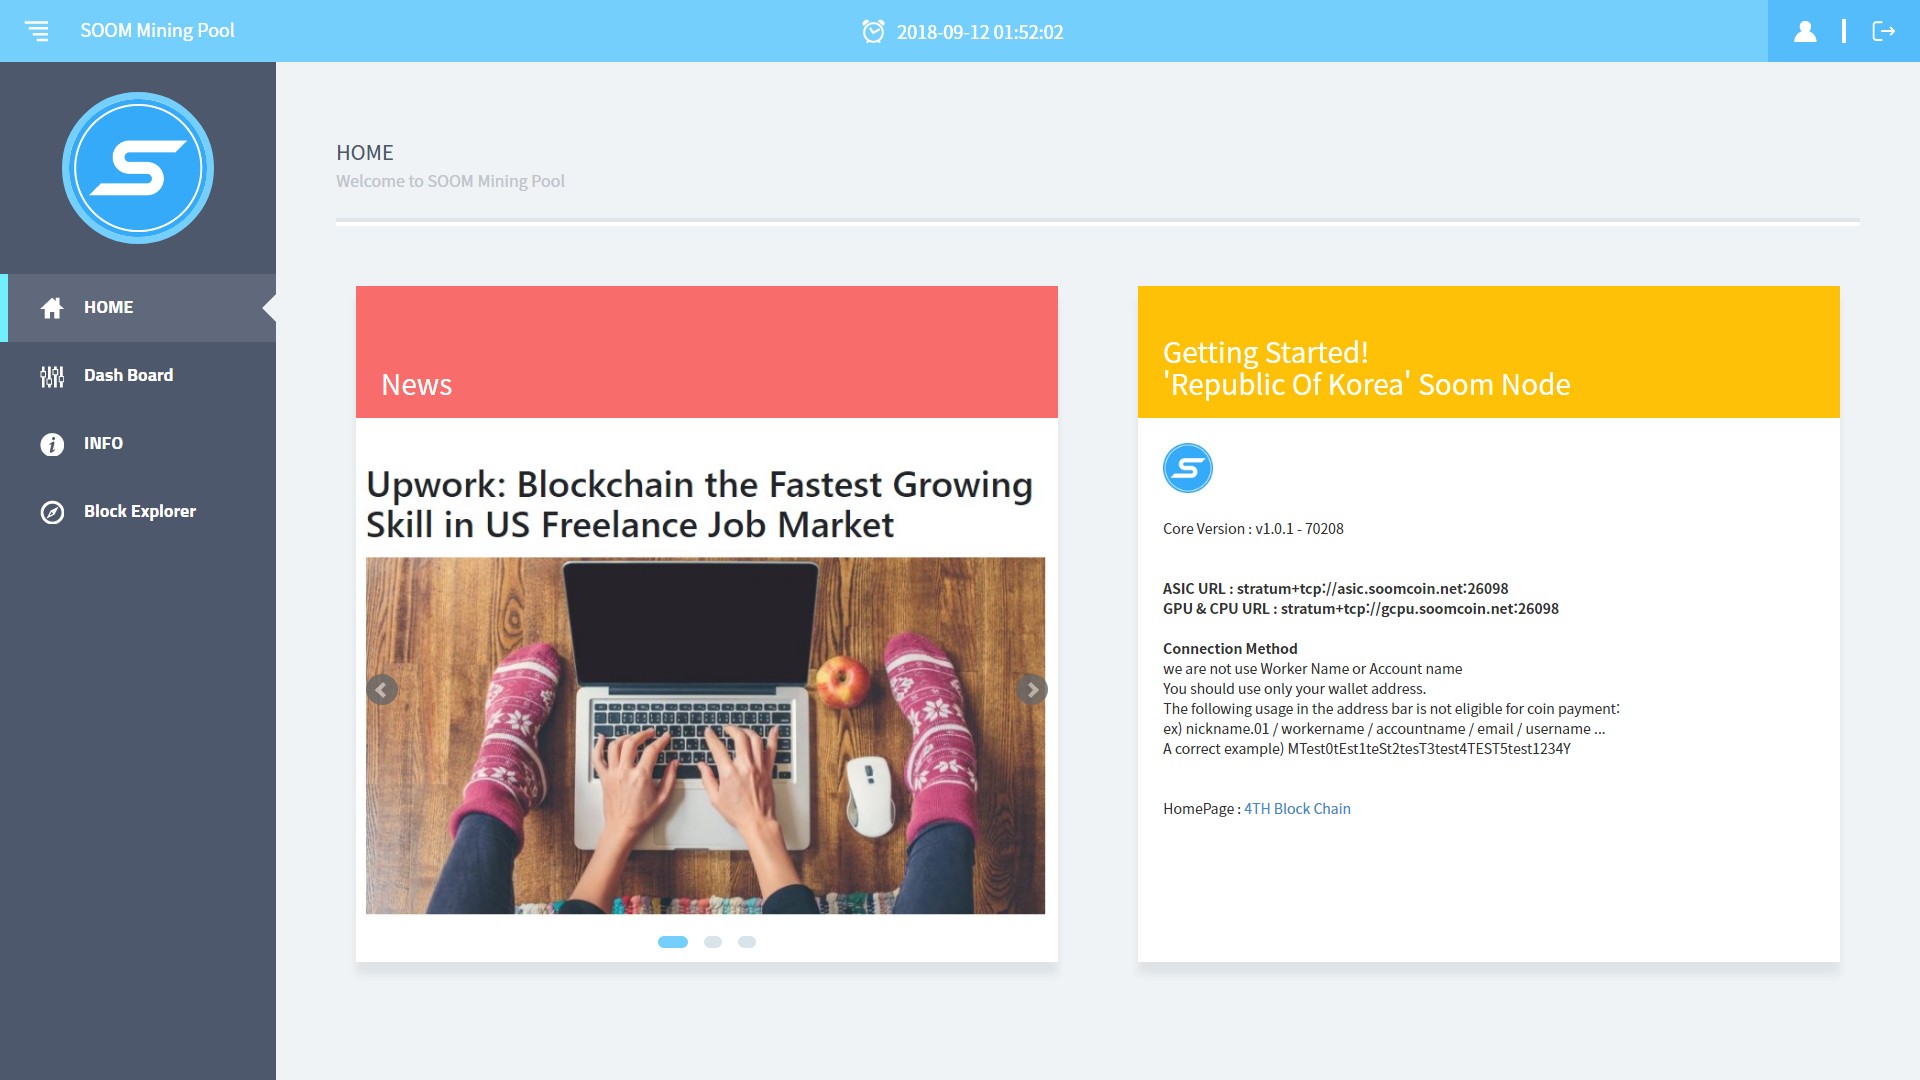 SOOM Mining Pool
2018-09-12 01:52:02
HOME
Dash Board
INFO
Block Explorer
HOME
Welcome to SOOM Mining Pool
News
Upwork: Blockchain the Fastest Growing
Skill in US Freelance Job Market
Getting Started!
'Republic Of Korea' Soom Node
Core Version : v1.0.1 - 70208
ASIC URL : stratum+tcp://asic.soomcoin.net:26098
GPU & CPU URL : stratum+tcp://gcpu.soomcoin.net:26098
Connection Method
we are not use Worker Name or Account name
You should use only your wallet address.
The following usage in the address bar is not eligible for coin payment:
ex) nickname.01 / workername / accountname / email / username ...
A correct example) MTest0tEst1teSt2tesT3test4TEST5test1234Y
HomePage : 4TH Block Chain